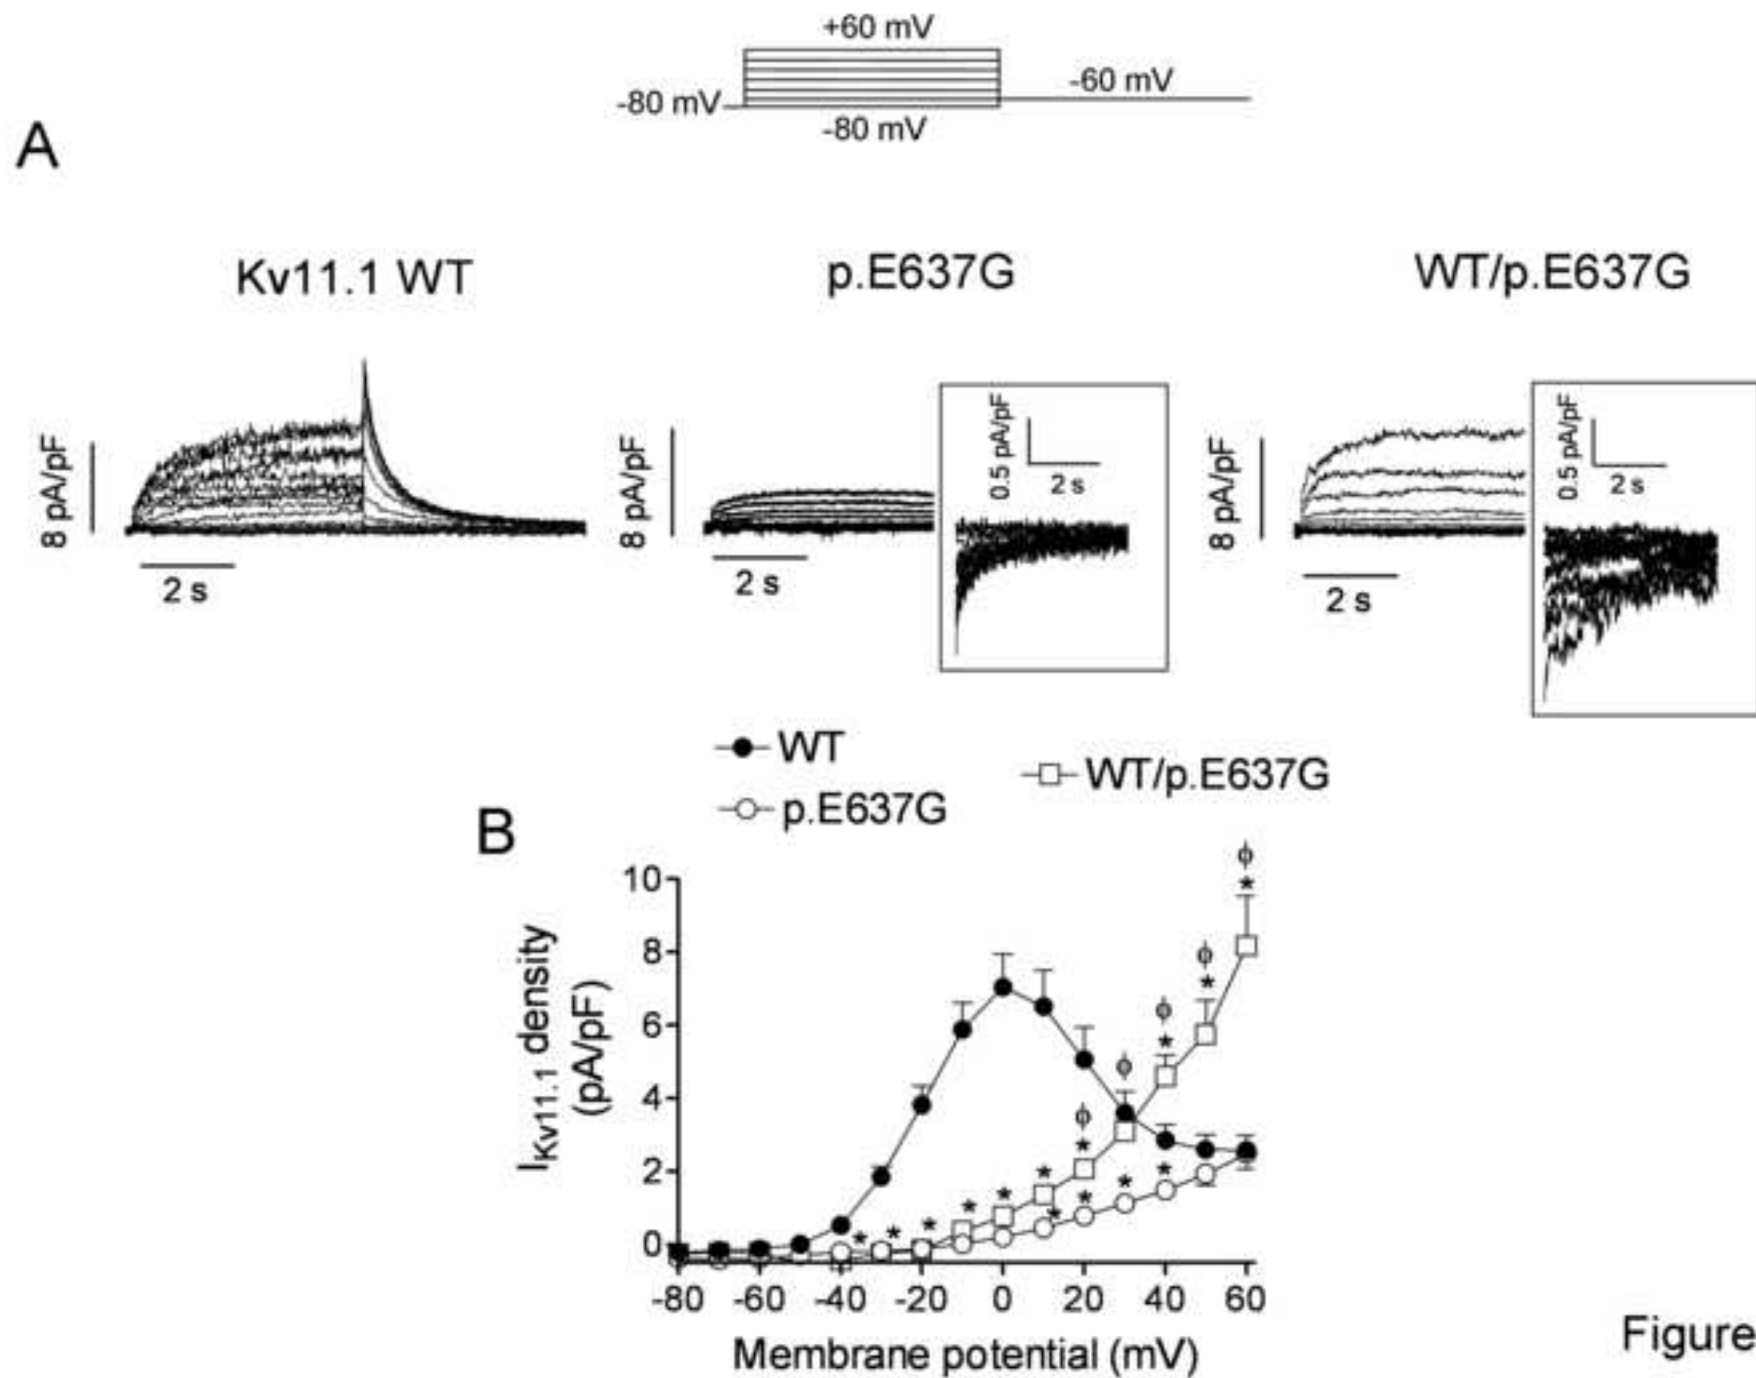 +60 mV
-60 mV
-80 mV
-80 mV
A
Kv11.1 WT
p.E637G
WT/p.E637G
8 pA/pF
2 s
8 pA/pF
2 s
0.5 pA/pF
2 s
8 pA/pF
2 s
0.5 pA/pF
2 s
WT
WT/p.E637G
p.E637G
B
IKv11.1 density
(pA/pF)
10
8
6
4
2
0
ϕ
*
ϕ
*
ϕ
*
ϕ
ϕ
*
* * * * * * * * * * *
-80 -60 -40 -20 0 20 40 60
Membrane potential (mV)
Figure